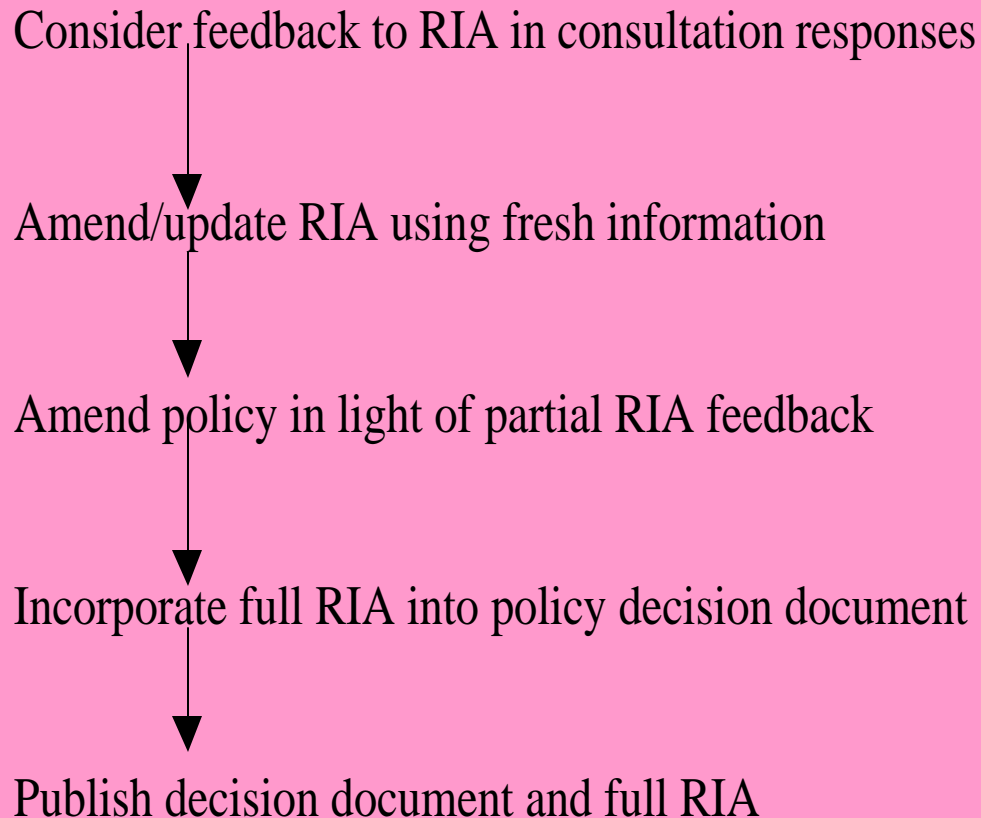 Consider feedback to RIA in consultation responses
Amend/update RIA using fresh information
Amend policy in light of partial RIA feedback
Incorporate full RIA into policy decision document
Publish decision document and full RIA